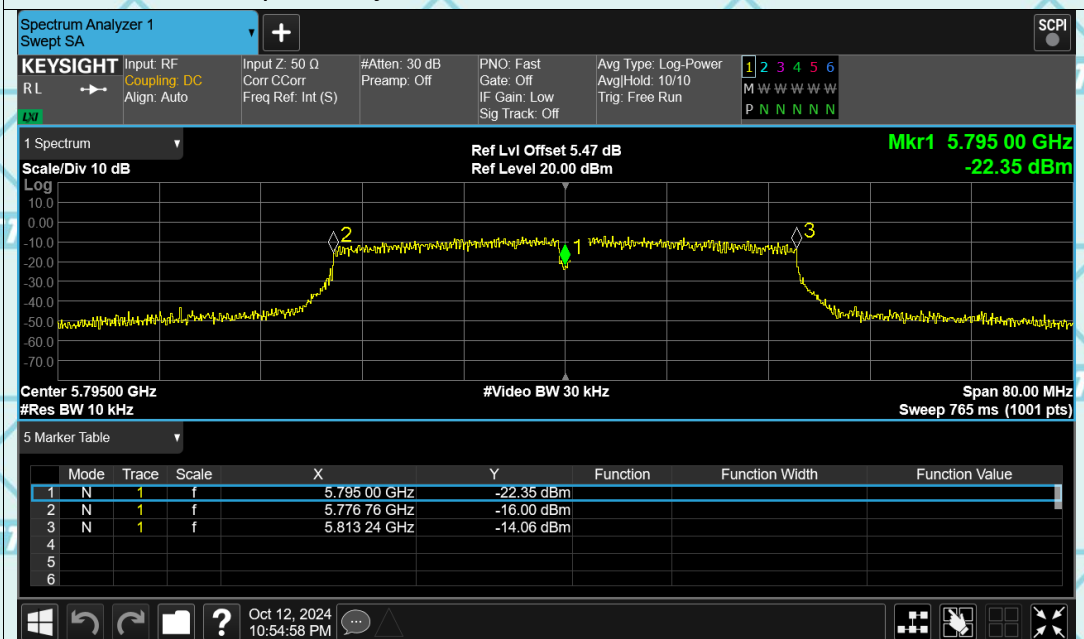 Spectrum Analyzer 1
Swept SA
+
SCPI
KEYSIGHT Input: RF Input Z: 50 Ω #Atten: 30 dB PNO: Fast Avg Type: Log-Power 1 2 3 4 5 6
RL Coupling: DC Corr CCorr Preamp: Off Gate: Off Avg|Hold: 10/10 M W W W W W W
Align: Auto Freq Ref: Int (S) IF Gain: Low Trig: Free Run P N N N N N
LXI Sig Track: Off
1 Spectrum
Ref Lvl Offset 5.47 dB
Mkr1 5.795 00 GHz
Scale/Div 10 dB
Ref Level 20.00 dBm
-22.35 dBm
Log
10.0
0.00
-10.0
-20.0
-30.0
-40.0
-50.0
-60.0
-70.0
2
1
3
Center 5.79500 GHz #Video BW 30 kHz Span 80.00 MHz
#Res BW 10 kHz Sweep 765 ms (1001 pts)
5 Marker Table
Mode Trace Scale X Y Function Function Width Function Value
1 N 1 f 5.795 00 GHz -22.35 dBm
2 N 1 f 5.776 76 GHz -16.00 dBm
3 N 1 f 5.813 24 GHz -14.06 dBm
4
5
6
?
Oct 12, 2024
10:54:58 PM